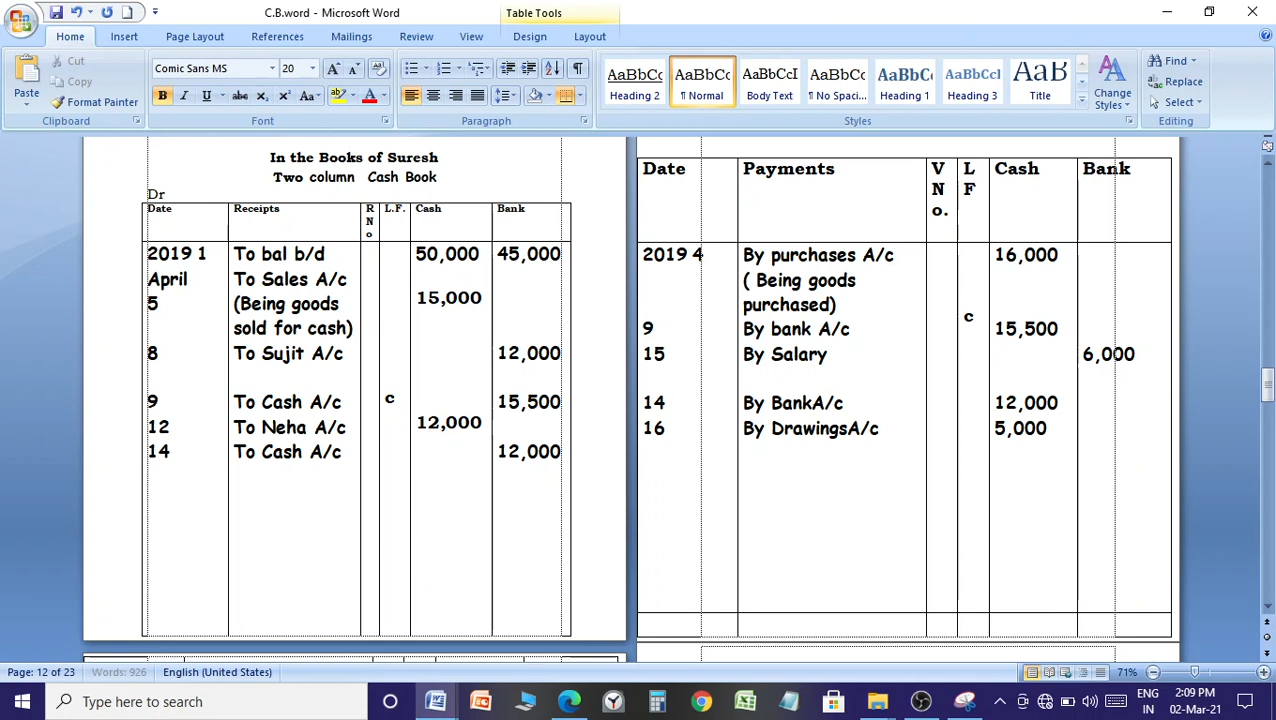 C.B.word - Microsoft Word
Table Tools
Home
Insert
Page Layout
References
Mailings
Review
View
Design
Layout
Paste
Cut
Copy
Format Painter
Clipboard
Comic Sans MS
20
Font
Paragraph
AaBbCc
Heading 2
AaBbCc
¶ Normal
AaBbCcI
Body Text
AaBbCc
¶ No Spaci...
AaBbCc
Heading 1
AaBbCcI
Heading 3
AaB
Title
Styles
Change
Styles
Find
Replace
Select
Editing
In the Books of Suresh
Two column Cash Book
Dr
Date Receipts R N o L.F. Cash Bank
2019 1 To bal b/d 50,000 45,000
April To Sales A/c
5 (Being goods 15,000
sold for cash)
8 To Sujit A/c 12,000
9 To Cash A/c c 15,500
12 To Neha A/c 12,000
14 To Cash A/c 12,000
Date Payments V N o. L F Cash Bank
2019 4 By purchases A/c 16,000
( Being goods
purchased)
9 By bank A/c c 15,500
15 By Salary 6,000
14 By BankA/c 12,000
16 By DrawingsA/c 5,000
Page: 12 of 23
Words: 926
English (United States)
71%
Type here to search
ENG
IN
2:09 PM
02-Mar-21